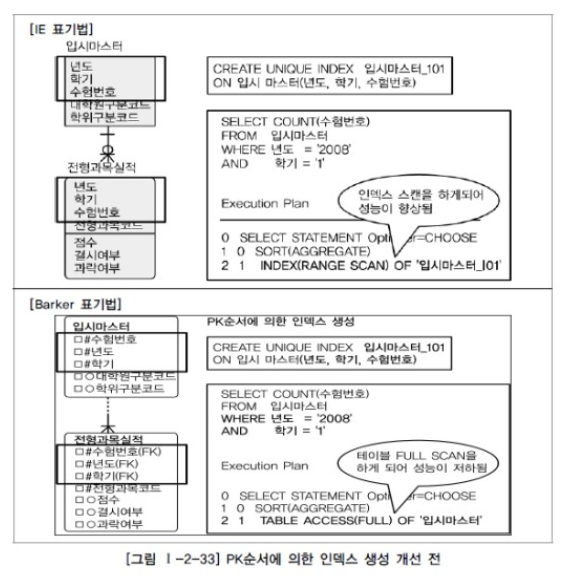 [IE 표기법]
입시마스터
년도
학기
수험번호
대학원구분코드
학위구분코드
CREATE UNIQUE INDEX 입시마스터_101
ON 입시 마스터(년도, 학기, 수험번호)
SELECT COUNT(수험번호)
FROM 입시마스터
WHERE 년도 = '2008'
AND 학기 = '1'
전형과목실적
년도
학기
수험번호
전형과목코드
점수
결시여부
과락여부
Execution Plan
인덱스 스캔을 하게되어
성능이 향상됨
0 SELECT STATEMENT Opti er=CHOOSE
1 0 SORT(AGGREGATE)
2 1 INDEX(RANGE SCAN) OF '입시마스터_I01'
[Barker 표기법]
입시마스터
□#수험번호
□#년도
□#학기
□○대학원구분코드
□○학위구분코드
PK순서에 의한 인덱스 생성
CREATE UNIQUE INDEX 입시마스터_101
ON 입시 마스터(년도, 학기, 수험번호)
SELECT COUNT(수험번호)
FROM 입시마스터
WHERE 년도 = '2008'
AND 학기 = '1'
전형과목실적
□#수험번호(FK)
□#년도(FK)
□#학기(FK)
□#전형과목코드
□○점수
□○결시여부
□○과락여부
Execution Plan
테이블 FULL SCAN을
하게 되어 성능이 저하됨
0 SELECT STATEMENT Opti er=CHOOSE
1 0 SORT(AGGREGATE)
2 1 TABLE ACCESS(FULL) OF '입시마스터'
[그림 Ⅰ-2-33] PK순서에 의한 인덱스 생성 개선 전